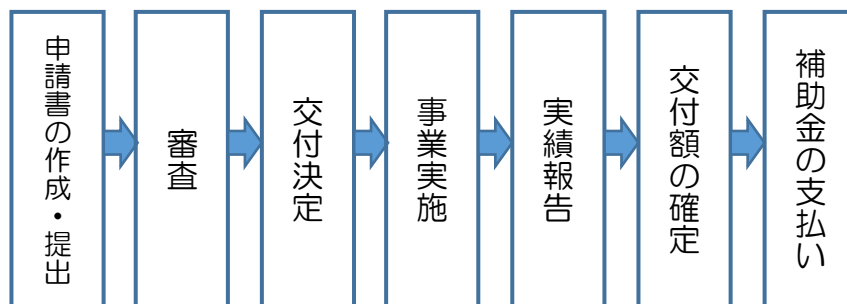 申請書の作成・提出
審査
交付決定
事業実施
実績報告
交付額の確定
補助金の支払い